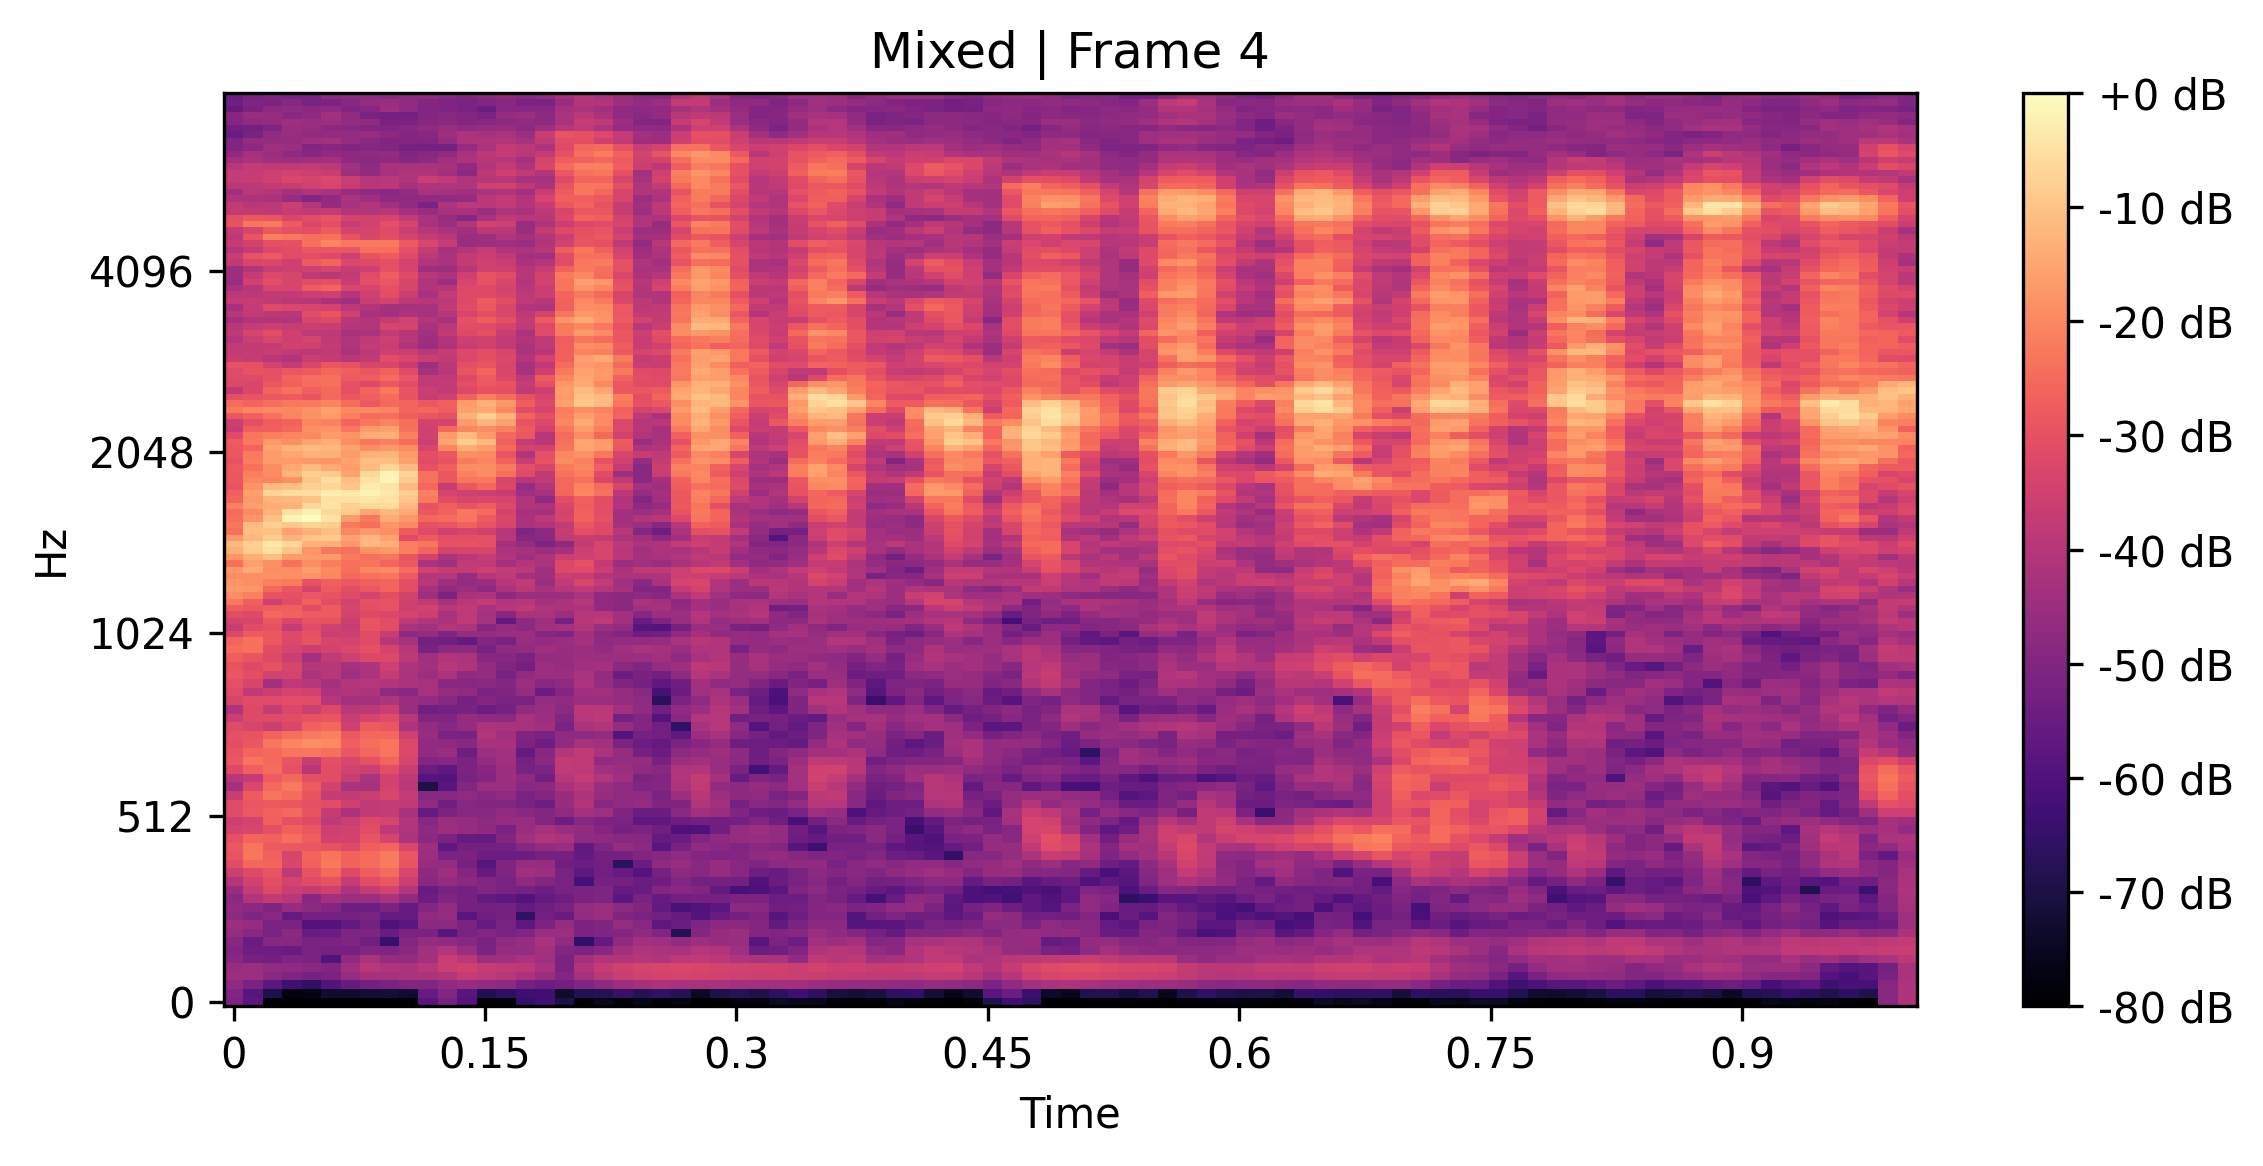 Mixed | Frame 4
Hz
4096
2048
1024
512
0
0 0.15 0.3 0.45 0.6 0.75 0.9
Time
+0 dB
-10 dB
-20 dB
-30 dB
-40 dB
-50 dB
-60 dB
-70 dB
-80 dB